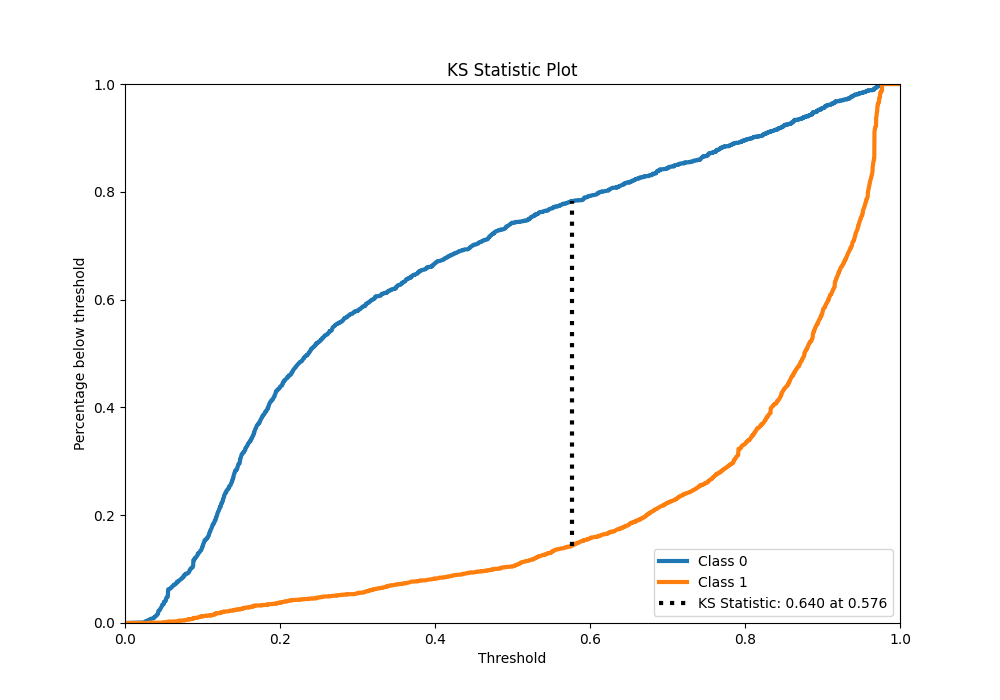 KS Statistic Plot
Percentage below threshold
1.0
0.8
0.6
0.4
0.2
0.0
0.0 0.2 0.4 0.6 0.8 1.0
Threshold
Class 0
Class 1
KS Statistic: 0.640 at 0.576